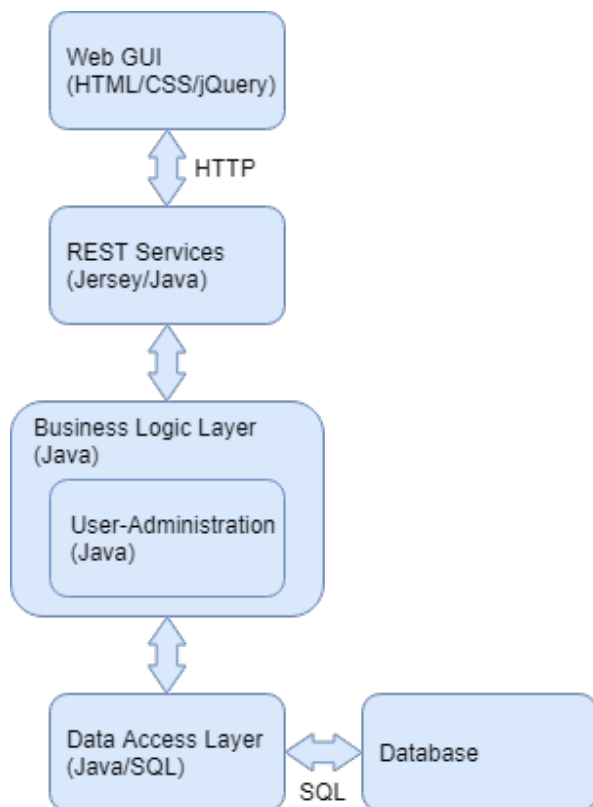 Web GUI
(HTML/CSS/jQuery)
HTTP
REST Services
(Jersey/Java)
Business Logic Layer
(Java)
User-Administration
(Java)
Data Access Layer
(Java/SQL)
SQL
Database